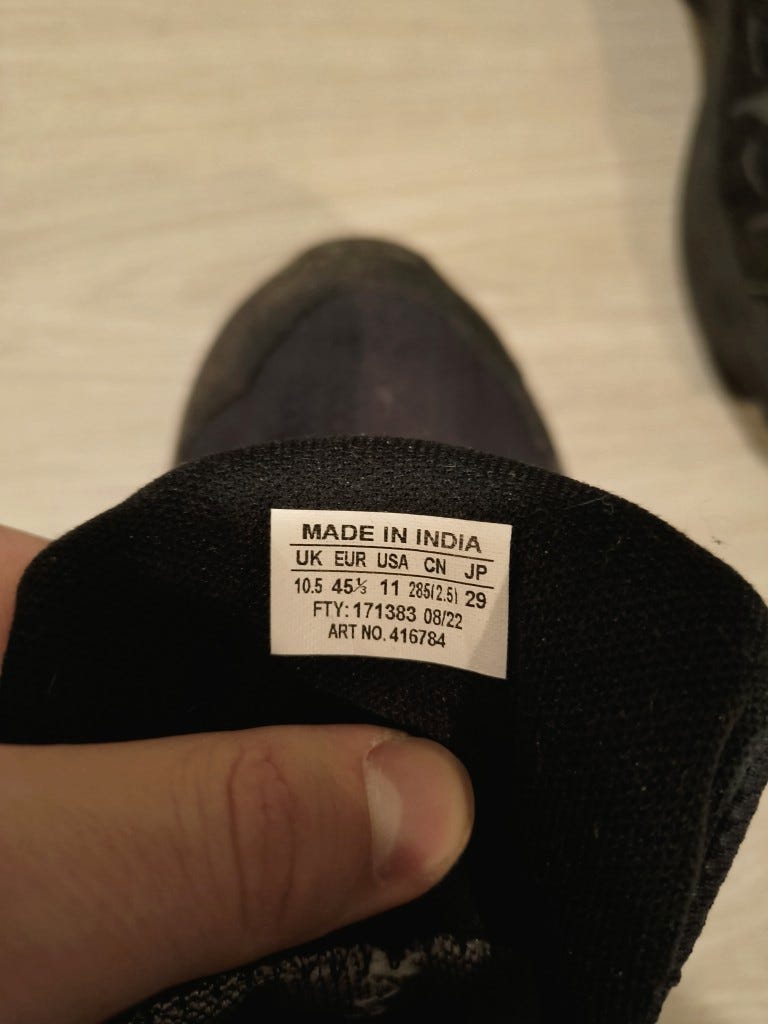 MADE IN INDIA
UK EUR USA CN JP
10.5 45⅓ 11 285(2.5) 29
FTY: 171383 08/22
ART NO. 416784